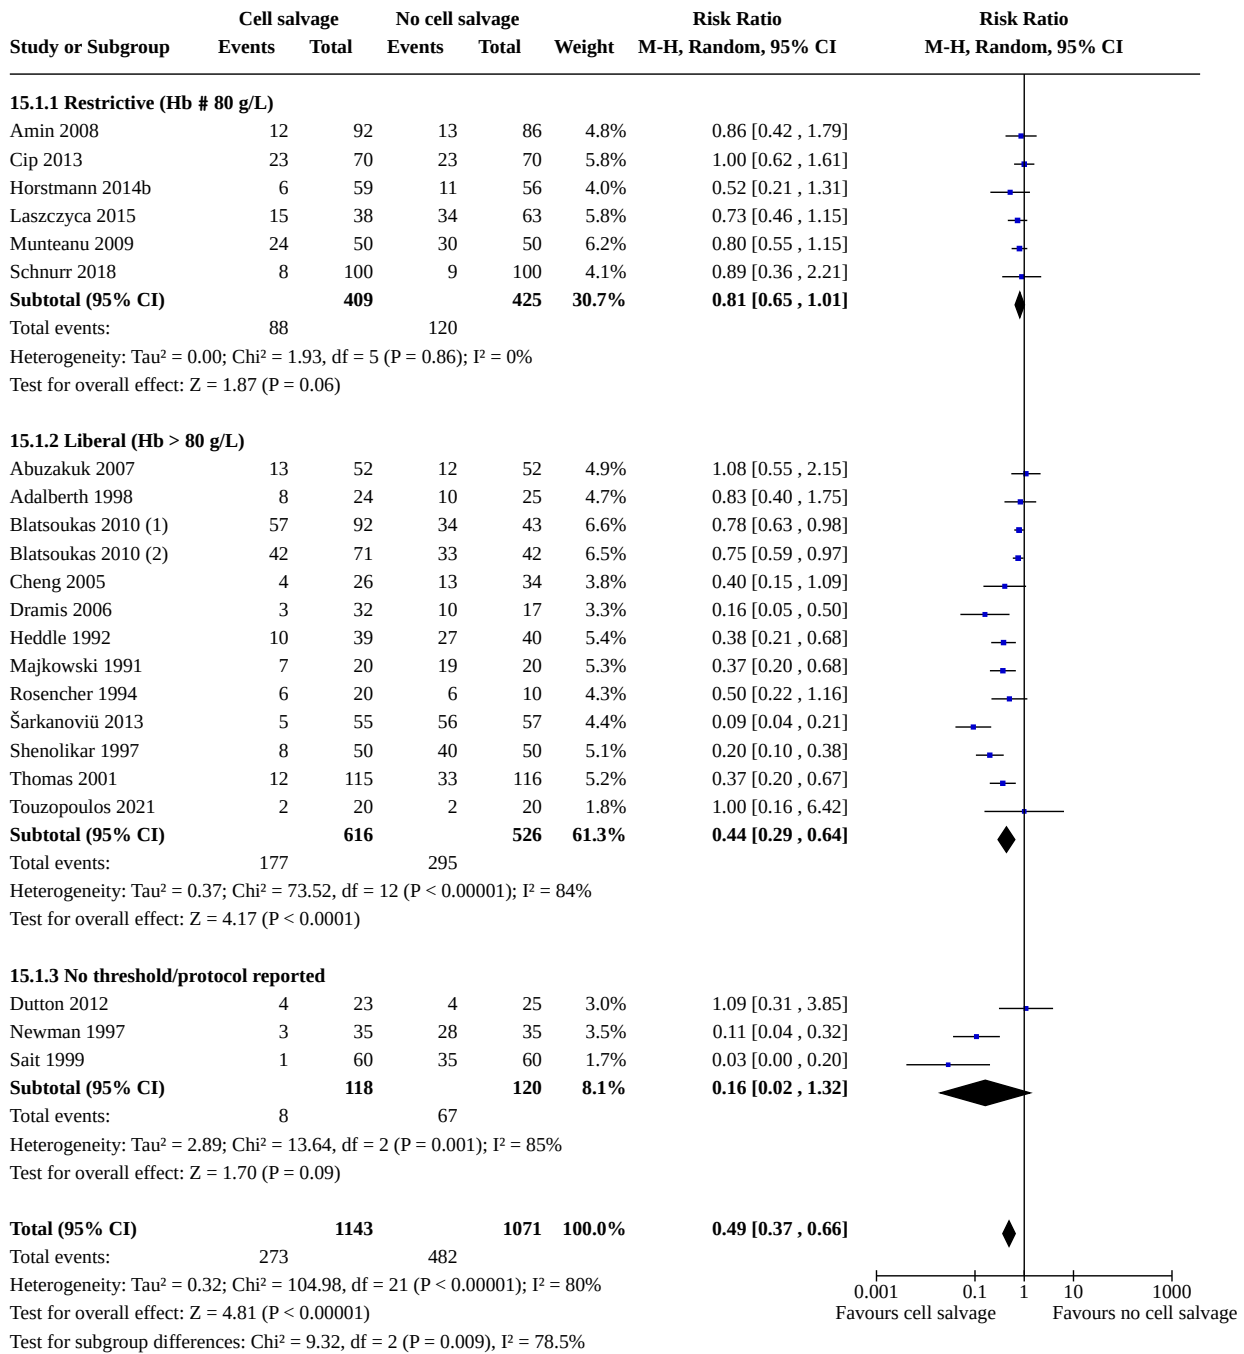 Cell salvage No cell salvage Risk Ratio Risk Ratio
Study or Subgroup Events Total Events Total Weight M-H, Random, 95% CI M-H, Random, 95% CI
15.1.1 Restrictive (Hb # 80 g/L)
Amin 2008 12 92 13 86 4.8% 0.86 [0.42 , 1.79]
Cip 2013 23 70 23 70 5.8% 1.00 [0.62 , 1.61]
Horstmann 2014b 6 59 11 56 4.0% 0.52 [0.21 , 1.31]
Laszczyca 2015 15 38 34 63 5.8% 0.73 [0.46 , 1.15]
Munteanu 2009 24 50 30 50 6.2% 0.80 [0.55 , 1.15]
Schnurr 2018 8 100 9 100 4.1% 0.89 [0.36 , 2.21]
Subtotal (95% CI) 409 425 30.7% 0.81 [0.65 , 1.01]
Total events: 88 120
Heterogeneity: Tau² = 0.00; Chi² = 1.93, df = 5 (P = 0.86); I² = 0%
Test for overall effect: Z = 1.87 (P = 0.06)
15.1.2 Liberal (Hb > 80 g/L)
Abuzakuk 2007 13 52 12 52 4.9% 1.08 [0.55 , 2.15]
Adalberth 1998 8 24 10 25 4.7% 0.83 [0.40 , 1.75]
Blatsoukas 2010 (1) 57 92 34 43 6.6% 0.78 [0.63 , 0.98]
Blatsoukas 2010 (2) 42 71 33 42 6.5% 0.75 [0.59 , 0.97]
Cheng 2005 4 26 13 34 3.8% 0.40 [0.15 , 1.09]
Dramis 2006 3 32 10 17 3.3% 0.16 [0.05 , 0.50]
Heddle 1992 10 39 27 40 5.4% 0.38 [0.21 , 0.68]
Majkowski 1991 7 20 19 20 5.3% 0.37 [0.20 , 0.68]
Rosencher 1994 6 20 6 10 4.3% 0.50 [0.22 , 1.16]
Šarkanoviü 2013 5 55 56 57 4.4% 0.09 [0.04 , 0.21]
Shenolikar 1997 8 50 40 50 5.1% 0.20 [0.10 , 0.38]
Thomas 2001 12 115 33 116 5.2% 0.37 [0.20 , 0.67]
Touzopoulos 2021 2 20 2 20 1.8% 1.00 [0.16 , 6.42]
Subtotal (95% CI) 616 526 61.3% 0.44 [0.29 , 0.64]
Total events: 177 295
Heterogeneity: Tau² = 0.37; Chi² = 73.52, df = 12 (P < 0.00001); I² = 84%
Test for overall effect: Z = 4.17 (P < 0.0001)
15.1.3 No threshold/protocol reported
Dutton 2012 4 23 4 25 3.0% 1.09 [0.31 , 3.85]
Newman 1997 3 35 28 35 3.5% 0.11 [0.04 , 0.32]
Sait 1999 1 60 35 60 1.7% 0.03 [0.00 , 0.20]
Subtotal (95% CI) 118 120 8.1% 0.16 [0.02 , 1.32]
Total events: 8 67
Heterogeneity: Tau² = 2.89; Chi² = 13.64, df = 2 (P = 0.001); I² = 85%
Test for overall effect: Z = 1.70 (P = 0.09)
Total (95% CI) 1143 1071 100.0% 0.49 [0.37 , 0.66]
Total events: 273 482
Heterogeneity: Tau² = 0.32; Chi² = 104.98, df = 21 (P < 0.00001); I² = 80%
0.001 0.1 1 10 1000
Test for overall effect: Z = 4.81 (P < 0.00001)
Favours cell salvage Favours no cell salvage
Test for subgroup differences: Chi² = 9.32, df = 2 (P = 0.009), I² = 78.5%